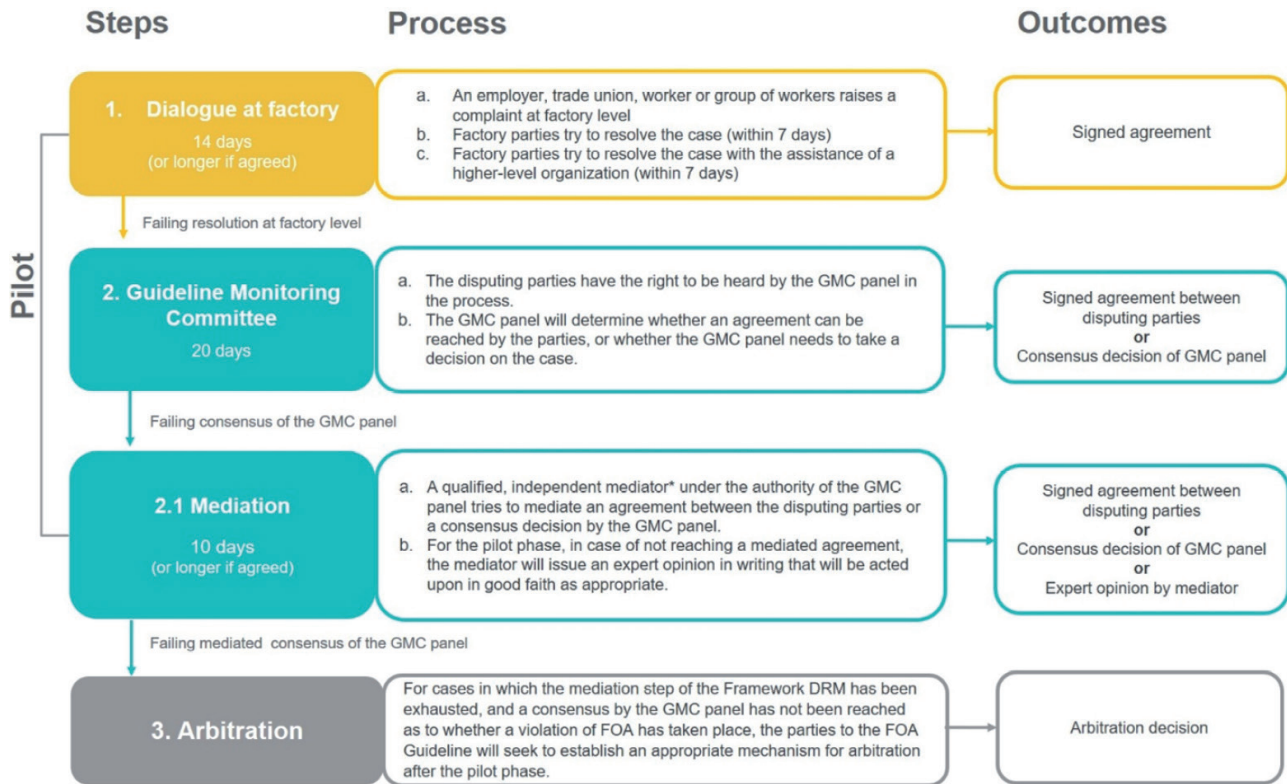 Steps
Process
Outcomes
Pilot
1. Dialogue at factory
14 days
(or longer if agreed)
a. An employer, trade union, worker or group of workers raises a
complaint at factory level
b. Factory parties try to resolve the case (within 7 days)
c. Factory parties try to resolve the case with the assistance of a
higher-level organization (within 7 days)
Signed agreement
Failing resolution at factory level
2. Guideline Monitoring
Committee
20 days
a. The disputing parties have the right to be heard by the GMC panel in
the process.
b. The GMC panel will determine whether an agreement can be
reached by the parties, or whether the GMC panel needs to take a
decision on the case.
Signed agreement between
disputing parties
or
Consensus decision of GMC panel
Failing consensus of the GMC panel
2.1 Mediation
10 days
(or longer if agreed)
a. A qualified, independent mediator* under the authority of the GMC
panel tries to mediate an agreement between the disputing parties or
a consensus decision by the GMC panel.
b. For the pilot phase, in case of not reaching a mediated agreement,
the mediator will issue an expert opinion in writing that will be acted
upon in good faith as appropriate.
Signed agreement between
disputing parties
or
Consensus decision of GMC panel
or
Expert opinion by mediator
Failing mediated consensus of the GMC panel
3. Arbitration
For cases in which the mediation step of the Framework DRM has been
exhausted, and a consensus by the GMC panel has not been reached
as to whether a violation of FOA has taken place, the parties to the FOA
Guideline will seek to establish an appropriate mechanism for arbitration
after the pilot phase.
Arbitration decision